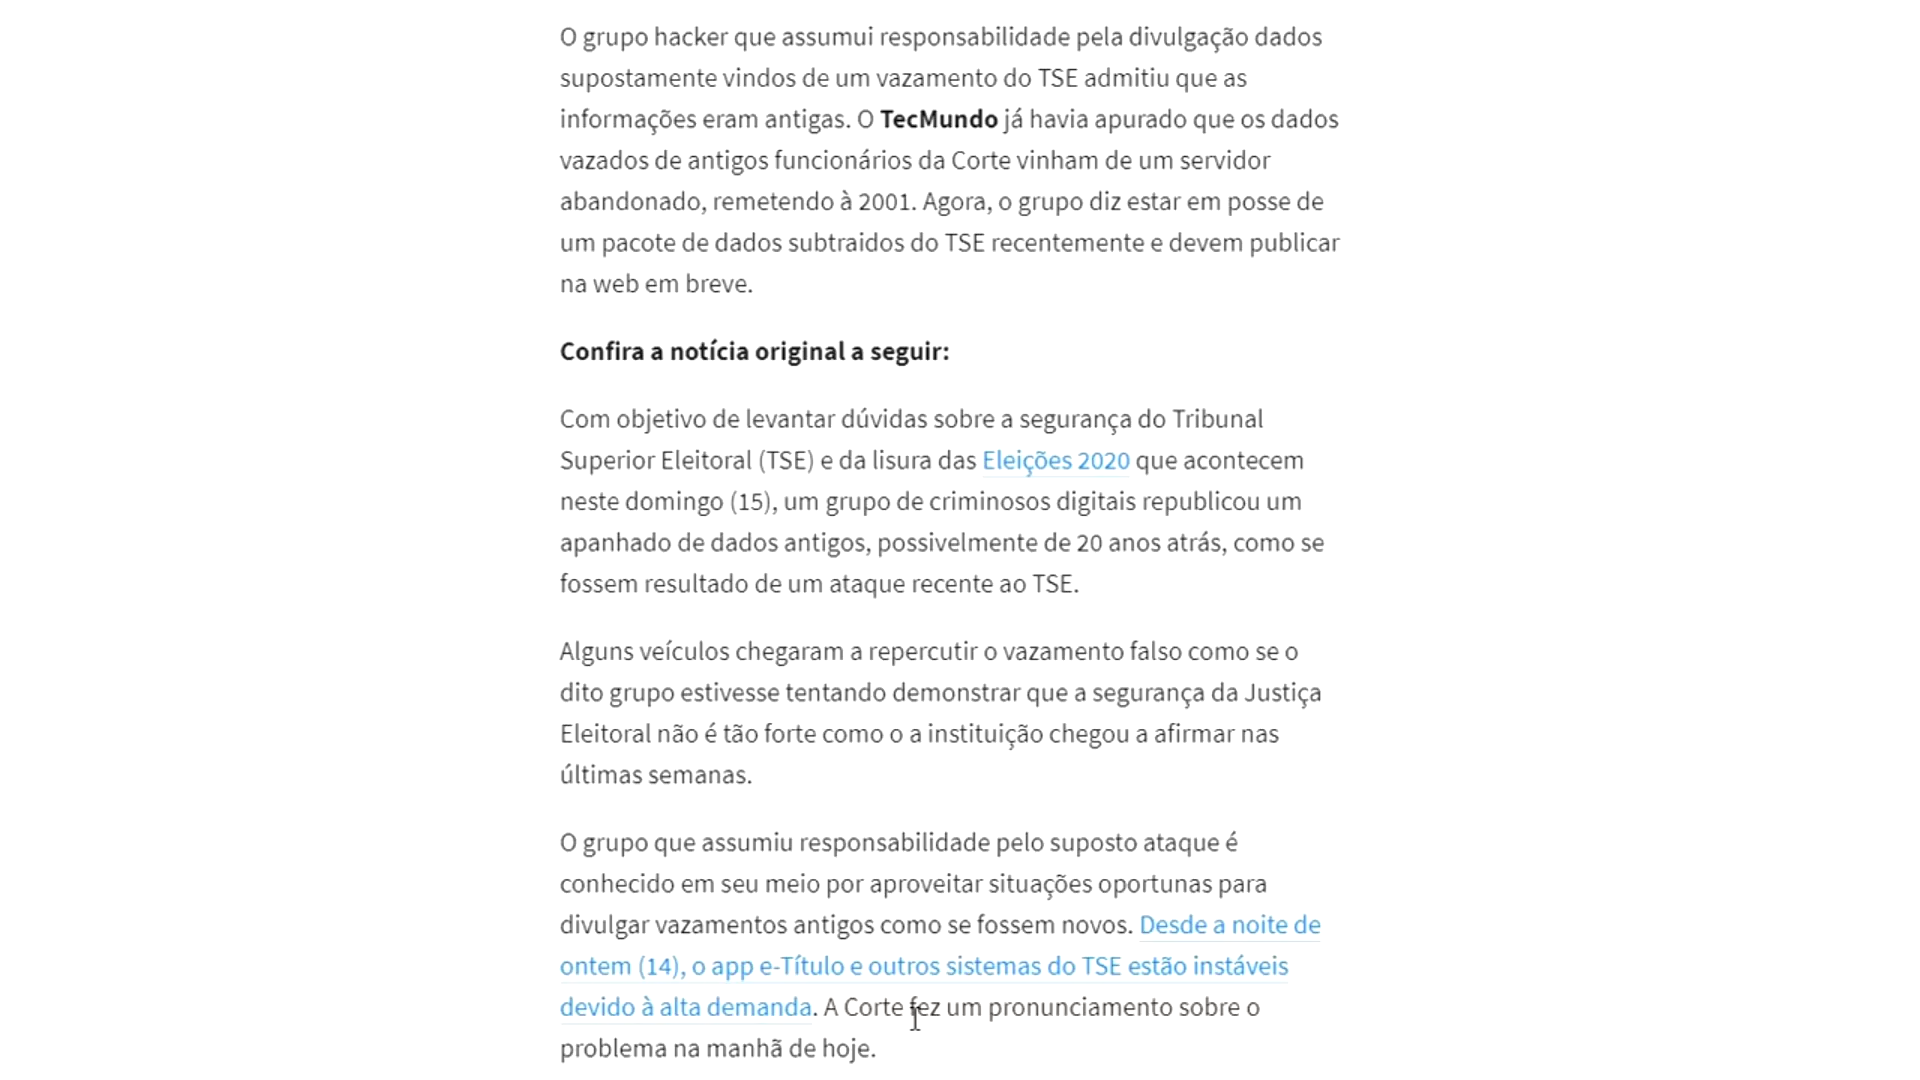 O grupo hacker que assumui responsabilidade pela divulgação dados
supostamente vindos de um vazamento do TSE admitiu que as
informações eram antigas. O TecMundo já havia apurado que os dados
vazados de antigos funcionários da Corte vinham de um servidor
abandonado, remetendo à 2001. Agora, o grupo diz estar em posse de
um pacote de dados subtraidos do TSE recentemente e devem publicar
na web em breve.
Confira a notícia original a seguir:
Com objetivo de levantar dúvidas sobre a segurança do Tribunal
Superior Eleitoral (TSE) e da lisura das Eleições 2020 que acontecem
neste domingo (15), um grupo de criminosos digitais republicou um
apanhado de dados antigos, possivelmente de 20 anos atrás, como se
fossem resultado de um ataque recente ao TSE.
Alguns veículos chegaram a repercutir o vazamento falso como se o
dito grupo estivesse tentando demonstrar que a segurança da Justiça
Eleitoral não é tão forte como o a instituição chegou a afirmar nas
últimas semanas.
O grupo que assumiu responsabilidade pelo suposto ataque é
conhecido em seu meio por aproveitar situações oportunas para
divulgar vazamentos antigos como se fossem novos. Desde a noite de
ontem (14), o app e-Título e outros sistemas do TSE estão instáveis
devido à alta demanda. A Corte fez um pronunciamento sobre o
problema na manhã de hoje.